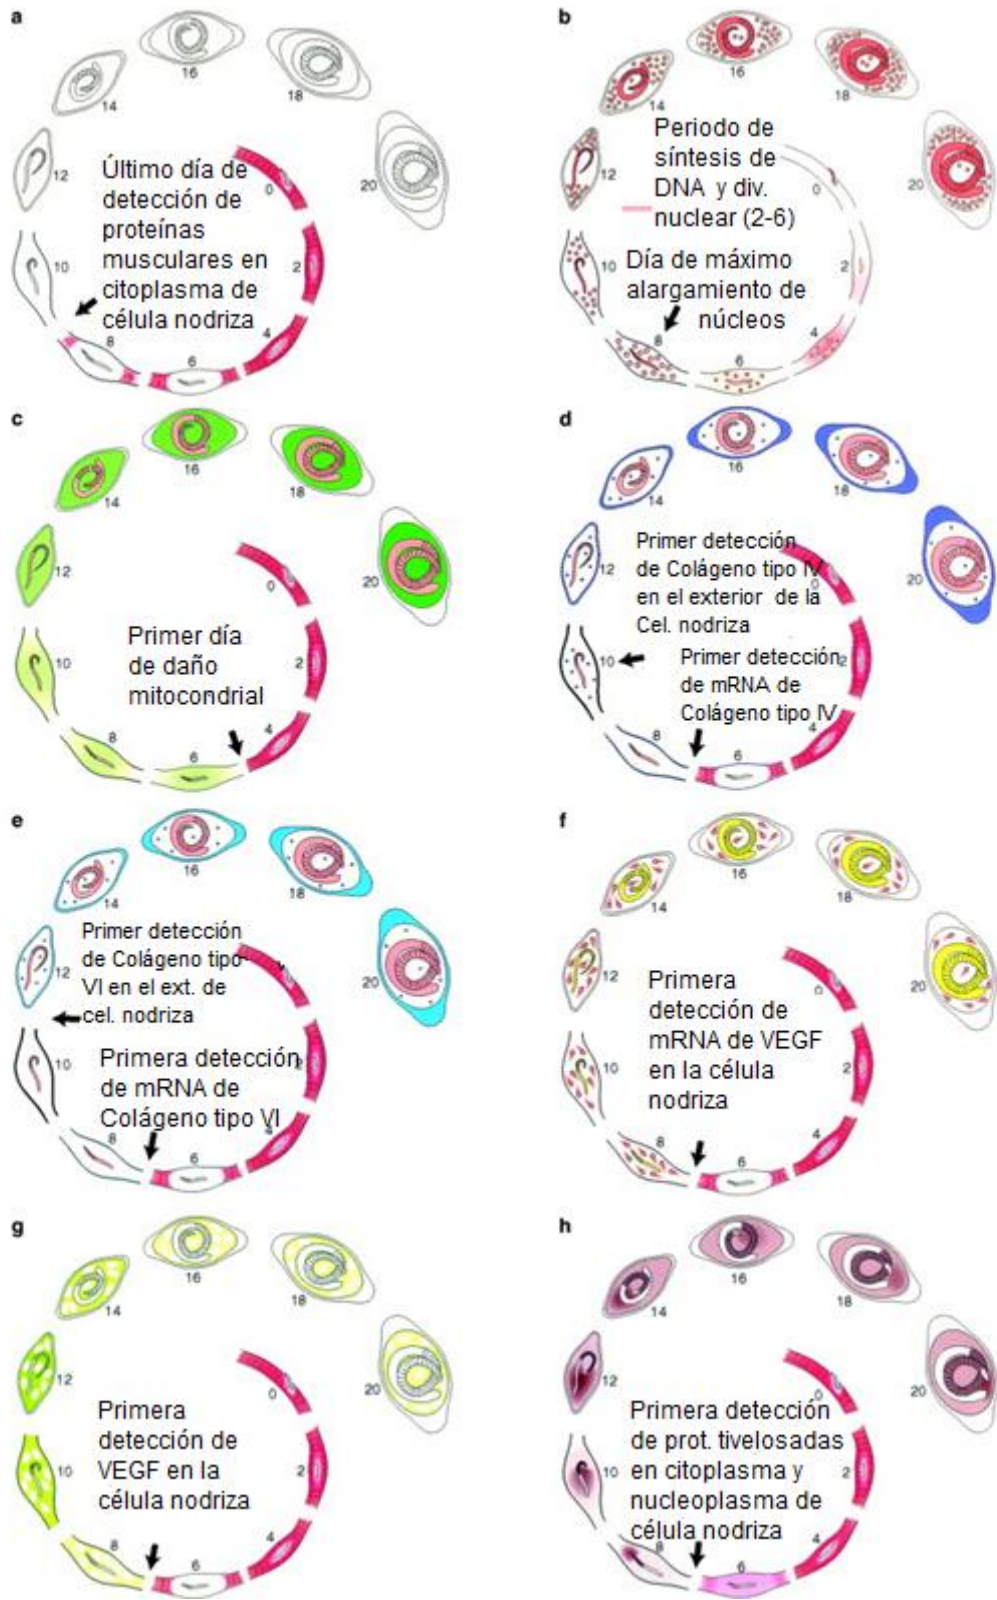 a
16
18
14
20
12
Último día de
detección de
proteínas
musculares en
citoplasma de
célula nodriza
0
10
2
8
6
4
b
16
18
14
20
12
Periodo de
síntesis de
DNA y div.
nuclear (2-6)
0
10
Día de máximo
alargamiento de
núcleos
2
8
6
4
c
16
18
14
20
12
0
Primer día
de daño
mitocondrial
10
2
8
6
4
d
16
18
14
20
12
Primer detección
de Colágeno tipo IV
en el exterior de la
Cel. nodriza
0
10
Primer detección
de mRNA de
Colágeno tipo IV
2
8
6
4
e
16
18
14
20
12
Primer detección
de Colágeno tipo
VI en el ext. de
cel. nodriza
10
Primera detección
de mRNA de
Colágeno tipo VI
2
8
6
4
f
16
18
14
20
12
0
Primera
detección de
mRNA de VEGF
en la célula
nodriza
10
2
8
6
4
g
16
18
14
20
12
0
Primera
detección de
VEGF en la
célula nodriza
10
2
8
6
4
h
16
18
14
20
12
0
Primera detección
de prot. tivelosadas
en citoplasma y
nucleoplasma de
célula nodriza
10
2
8
6
4